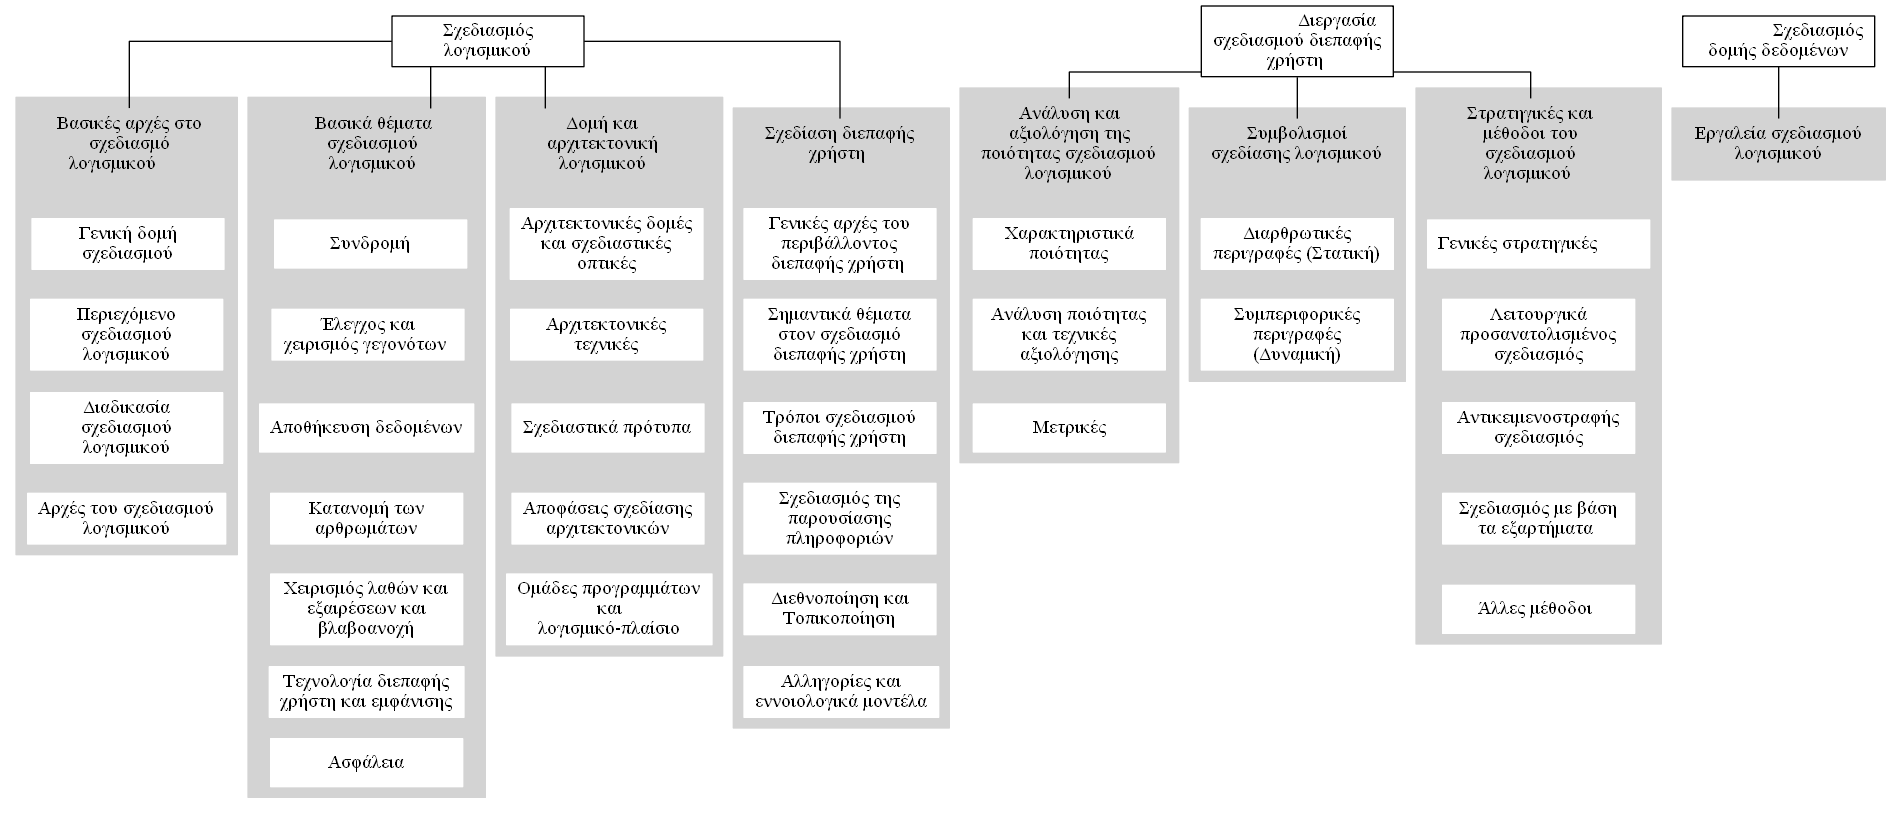 Σχεδιασμός
λογισμικού
Βασικές αρχές στο
σχεδιασμό
λογισμικού
Γενική δομή
σχεδιασμού
Περιεχόμενο
σχεδιασμού
λογισμικού
Διαδικασία
σχεδιασμού
λογισμικού
Αρχές του σχεδιασμού
λογισμικού
Βασικά θέματα
σχεδιασμού
λογισμικού
Συνδρομή
Έλεγχος και
χειρισμός γεγονότων
Αποθήκευση δεδομένων
Κατανομή των
αρθρωμάτων
Χειρισμός λαθών και
εξαιρέσεων και
βλαβοανοχή
Τεχνολογία διεπαφής
χρήστη και εμφάνισης
Ασφάλεια
Δομή και
αρχιτεκτονική
λογισμικού
Αρχιτεκτονικές δομές
και σχεδιαστικές
οπτικές
Αρχιτεκτονικές
τεχνικές
Σχεδιαστικά πρότυπα
Αποφάσεις σχεδίασης
αρχιτεκτονικών
Ομάδες προγραμμάτων
και
λογισμικό-πλαίσιο
Σχεδίαση διεπαφής
χρήστη
Γενικές αρχές του
περιβάλλοντος
διεπαφής χρήστη
Σημαντικά θέματα
στον σχεδιασμό
διεπαφής χρήστη
Τρόποι σχεδιασμού
διεπαφής χρήστη
Σχεδιασμός της
παρουσίασης
πληροφοριών
Διεθνοποίηση και
Τοπικοποίηση
Αλληγορίες και
εννοιολογικά μοντέλα
Διεργασία
σχεδιασμού διεπαφής
χρήστη
Ανάλυση και
αξιολόγηση της
ποιότητας σχεδιασμού
λογισμικού
Χαρακτηριστικά
ποιότητας
Ανάλυση ποιότητας
και τεχνικές
αξιολόγησης
Μετρικές
Συμβολισμοί
σχεδίασης λογισμικού
Διαρθρωτικές
περιγραφές (Στατική)
Συμπεριφορικές
περιγραφές
(Δυναμική)
Στρατηγικές και
μέθοδοι του
σχεδιασμού
λογισμικού
Γενικές στρατηγικές
Λειτουργικά
προσανατολισμένος
σχεδιασμός
Αντικειμενοστραφής
σχεδιασμός
Σχεδιασμός με βάση
τα εξαρτήματα
Άλλες μέθοδοι
Σχεδιασμός
δομής δεδομένων
Εργαλεία σχεδιασμού
λογισμικού